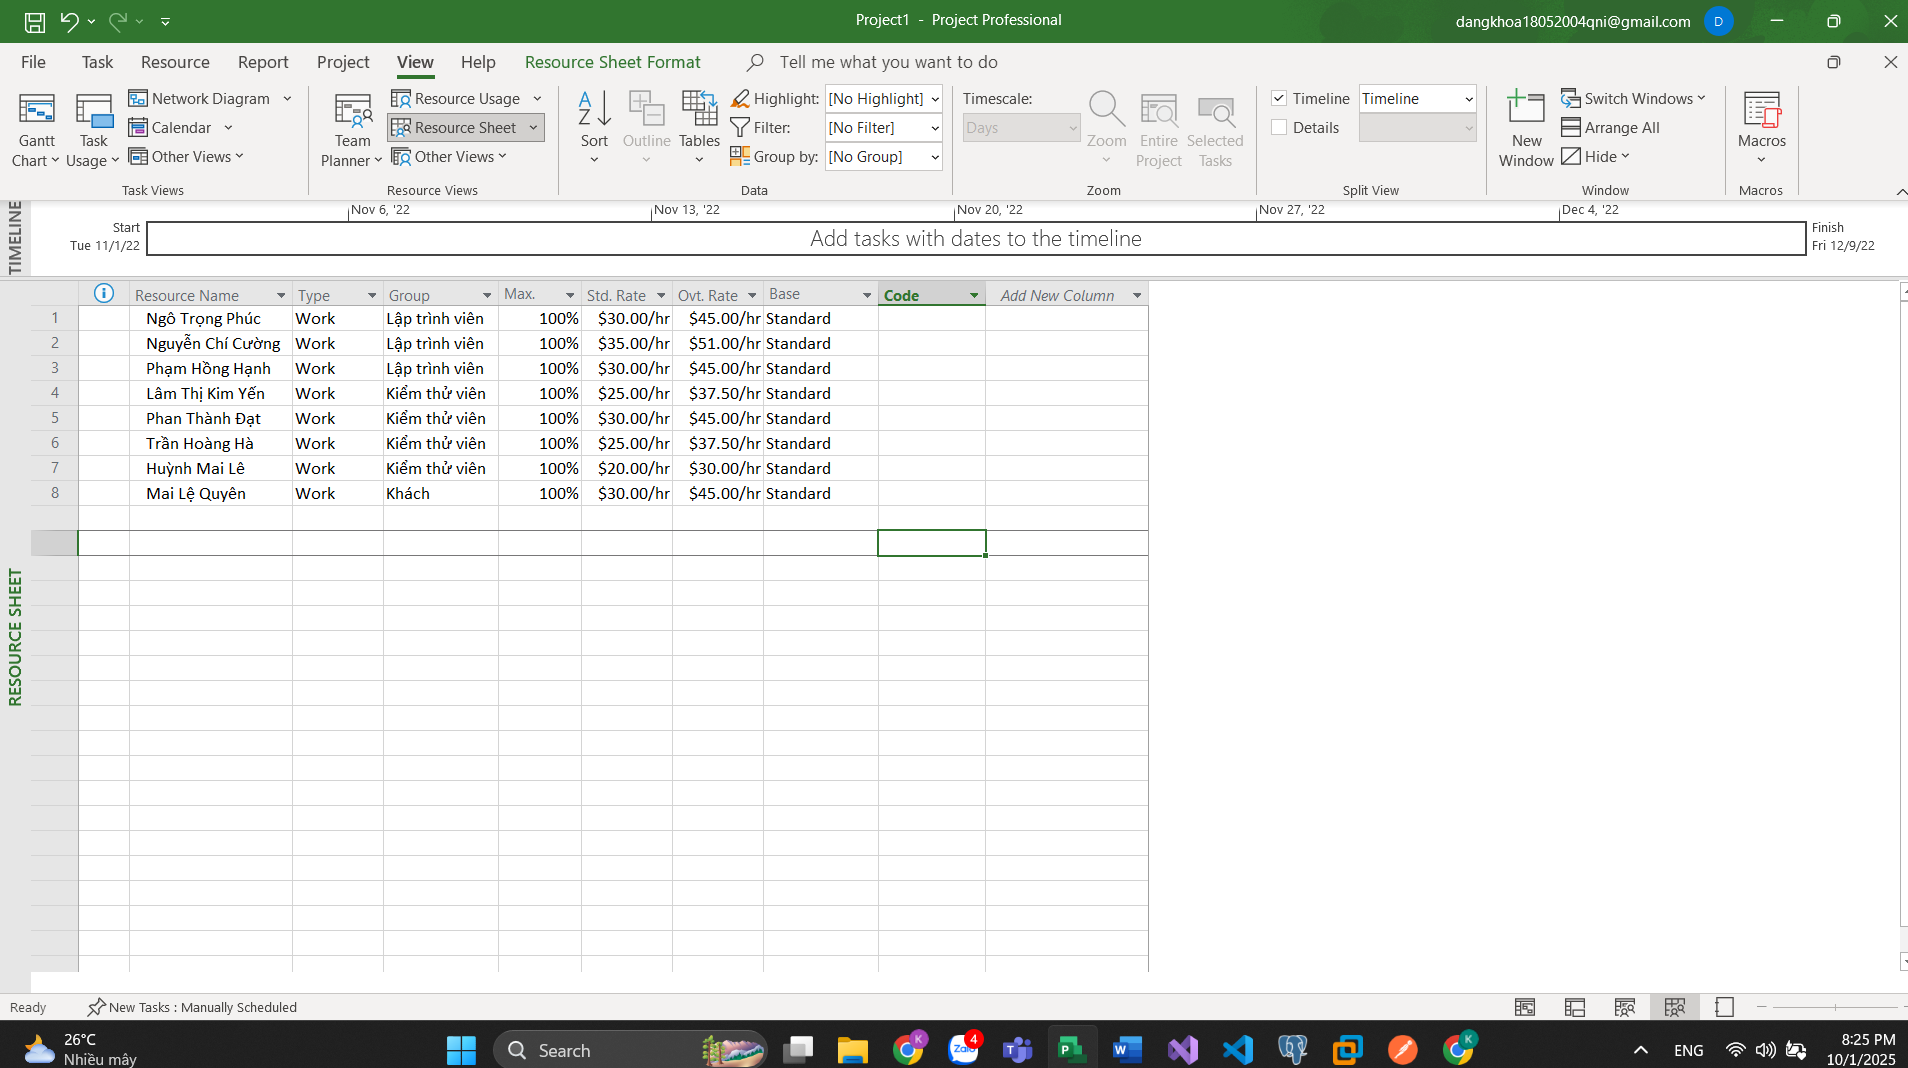 Project1 - Project Professional
dangkhoa18052004qni@gmail.com D
File Task Resource Report Project View Help Resource Sheet Format Tell me what you want to do
Gantt Chart
Task Usage
Network Diagram
Calendar
Other Views
Task Views
Team Planner
Resource Usage
Resource Sheet
Other Views
Resource Views
Sort
Outline
Tables
Highlight: [No Highlight]
Filter: [No Filter]
Group by: [No Group]
Data
Timescale:
Days
Zoom
Entire Project
Selected Tasks
Zoom
Timeline Timeline
Details
Split View
New Window
Switch Windows
Arrange All
Hide
Window
Macros
Macros
TIMELINE
Nov 6, '22 Nov 13, '22 Nov 20, '22 Nov 27, '22 Dec 4, '22
Start
Tue 11/1/22
Add tasks with dates to the timeline
Finish
Fri 12/9/22
RESOURCE SHEET
Resource Name Type Group Max. Std. Rate Ovt. Rate Base Code Add New Column
1 Ngô Trọng Phúc Work Lập trình viên 100% $30.00/hr $45.00/hr Standard
2 Nguyễn Chí Cường Work Lập trình viên 100% $35.00/hr $51.00/hr Standard
3 Phạm Hồng Hạnh Work Lập trình viên 100% $30.00/hr $45.00/hr Standard
4 Lâm Thị Kim Yến Work Kiểm thử viên 100% $25.00/hr $37.50/hr Standard
5 Phan Thành Đạt Work Kiểm thử viên 100% $30.00/hr $45.00/hr Standard
6 Trần Hoàng Hà Work Kiểm thử viên 100% $25.00/hr $37.50/hr Standard
7 Huỳnh Mai Lê Work Kiểm thử viên 100% $20.00/hr $30.00/hr Standard
8 Mai Lệ Quyên Work Khách 100% $30.00/hr $45.00/hr Standard
Ready New Tasks : Manually Scheduled
26°C
Nhiều mây
Search
K
Zalo
4
K
ENG
8:25 PM
10/1/2025